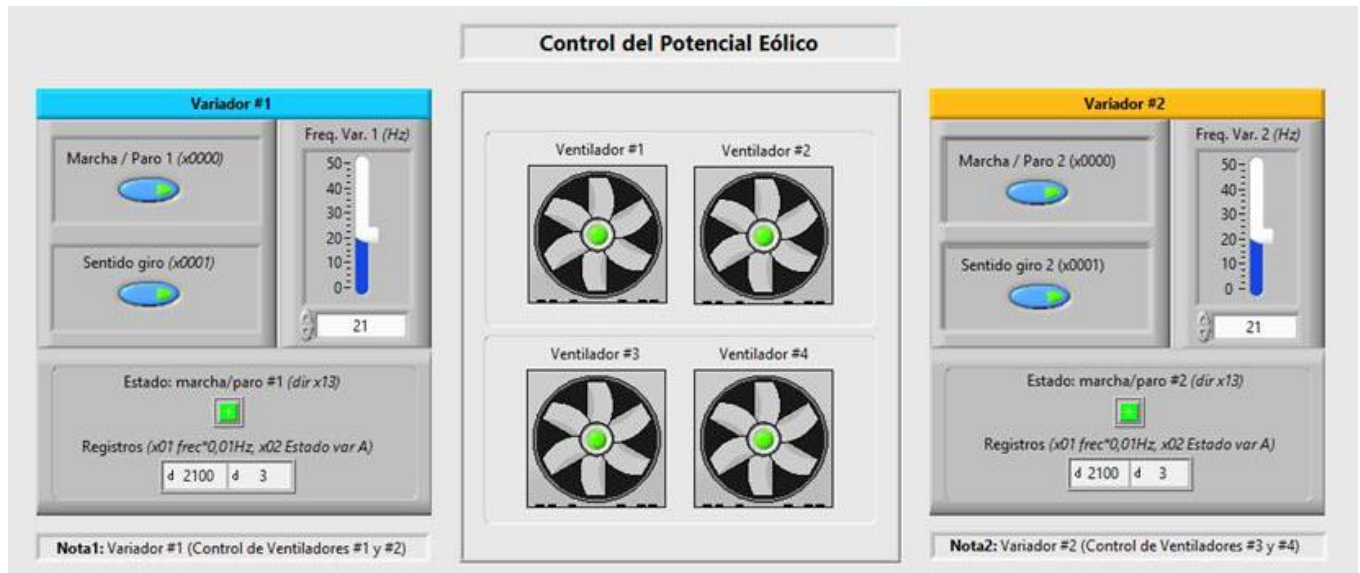 Control del Potencial Eólico
Variador #1
Marcha / Paro 1 (x0000)
Sentido giro (x0001)
Freq. Var. 1 (Hz)
50
40
30
20
10
0
21
Estado: marcha/paro #1 (dir x13)
Registros (x01 frec*0,01Hz, x02 Estado var A)
d 2100 d 3
Nota1: Variador #1 (Control de Ventiladores #1 y #2)
Ventilador #1 Ventilador #2
Ventilador #3 Ventilador #4
Variador #2
Marcha / Paro 2 (x0000)
Sentido giro 2 (x0001)
Freq. Var. 2 (Hz)
50
40
30
20
10
0
21
Estado: marcha/paro #2 (dir x13)
Registros (x01 frec*0,01Hz, x02 Estado var A)
d 2100 d 3
Nota2: Variador #2 (Control de Ventiladores #3 y #4)